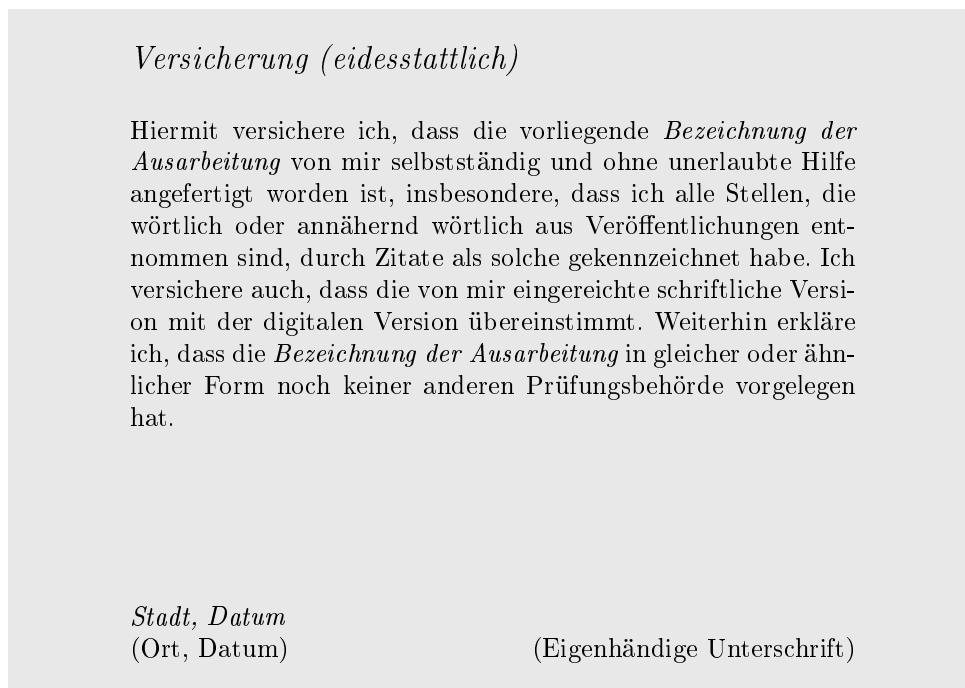 Versicherung (eidesstattlich)
Hiermit versichere ich, dass die vorliegende Bezeichnung der
Ausarbeitung von mir selbstständig und ohne unerlaubte Hilfe
angefertigt worden ist, insbesondere, dass ich alle Stellen, die
wörtlich oder annähernd wörtlich aus Veröffentlichungen ent-
nommen sind, durch Zitate als solche gekennzeichnet habe. Ich
versichere auch, dass die von mir eingereichte schriftliche Versi-
on mit der digitalen Version übereinstimmt. Weiterhin erkläre
ich, dass die Bezeichnung der Ausarbeitung in gleicher oder ähn-
licher Form noch keiner anderen Prüfungsbehörde vorgelegen
hat.
Stadt, Datum
(Ort, Datum) (Eigenhändige Unterschrift)